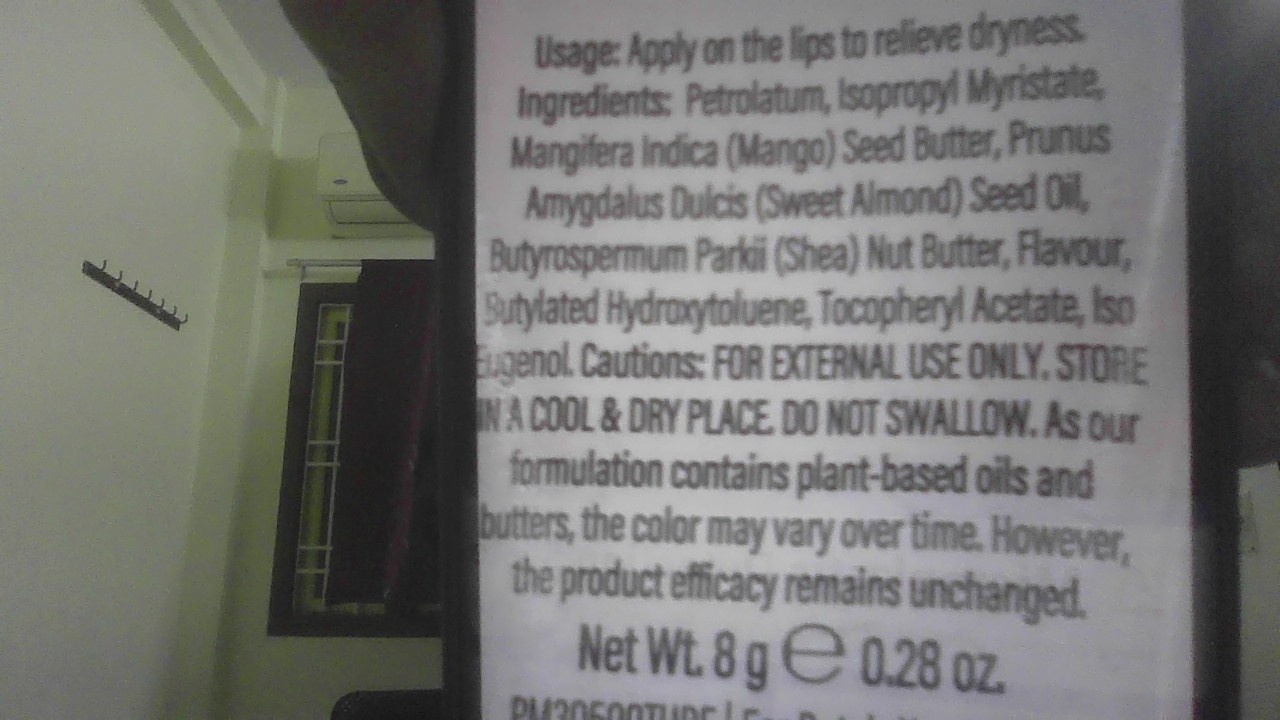 Usage: Apply on the lips to relieve dryness.
Ingredients: Petrolatum, Isopropyl Myristate,
Mangifera Indica (Mango) Seed Butter, Prunus
Amygdalus Dulcis (Sweet Almond) Seed Oil,
Butyrospermum Parkii (Shea) Nut Butter, Flavour,
Butylated Hydroxytoluene, Tocopheryl Acetate, Iso
Eugenol. Cautions: FOR EXTERNAL USE ONLY. STORE
IN A COOL & DRY PLACE. DO NOT SWALLOW. As our
formulation contains plant-based oils and
butters, the color may vary over time. However,
the product efficacy remains unchanged.
Net Wt. 8 g ℮ 0.28 oz.